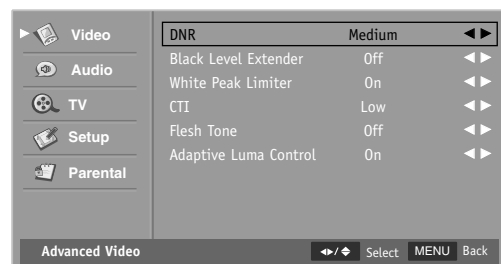 Video
Audio
TV
Setup
Parental
DNR Medium
Black Level Extender Off
White Peak Limiter On
CTI Low
Flesh Tone Off
Adaptive Luma Control On
Advanced Video Select MENU Back